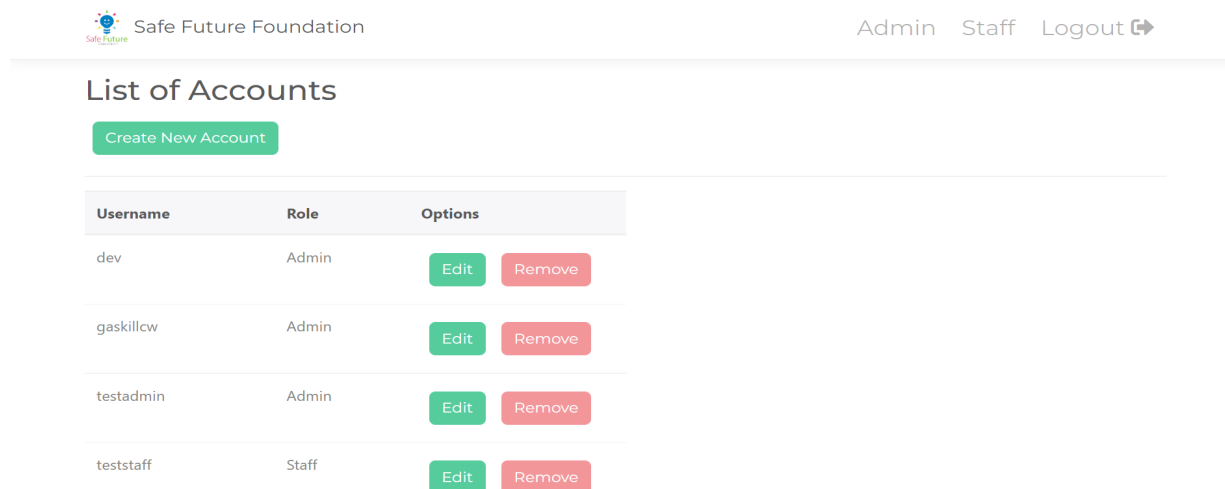 Safe Future
Safe Future Foundation
Admin Staff Logout
List of Accounts
Create New Account
Username Role Options
dev Admin Edit Remove
gaskillcw Admin Edit Remove
testadmin Admin Edit Remove
teststaff Staff Edit Remove